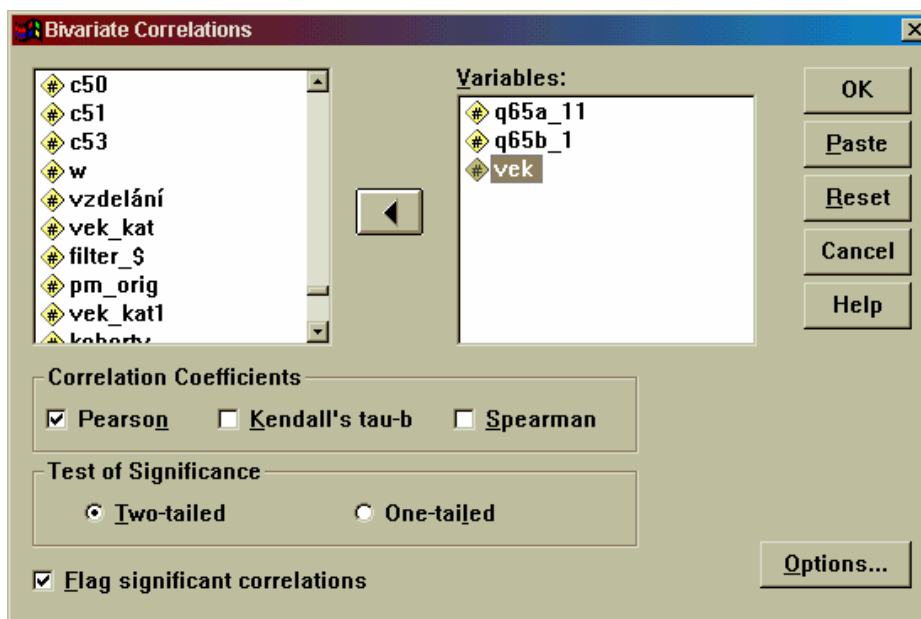 Bivariate Correlations
c50
c51
c53
w
vzdelání
vek_kat
filter_$
pm_orig
vek_kat1
kohorty
Variables:
q65a_11
q65b_1
vek
OK
Paste
Reset
Cancel
Help
Correlation Coefficients
Pearson Kendall's tau-b Spearman
Test of Significance
Two-tailed One-tailed
Flag significant correlations
Options...